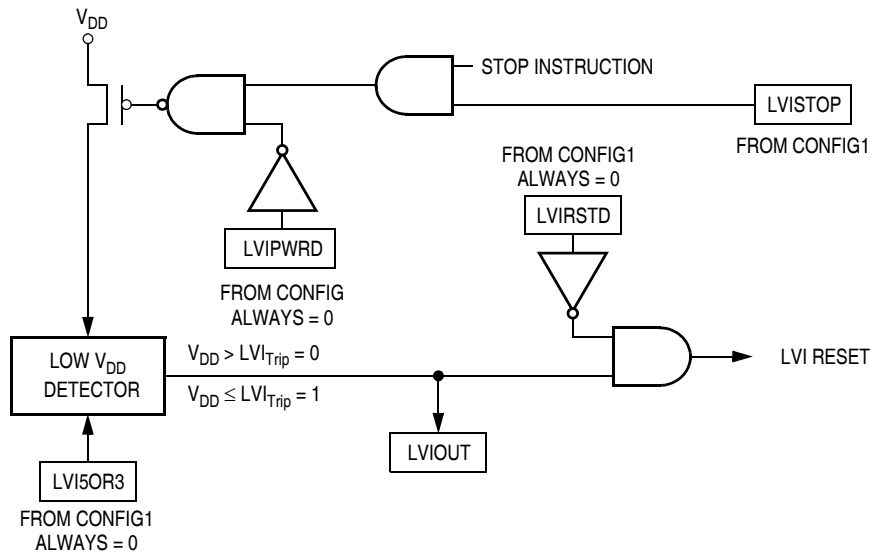 VDD
STOP INSTRUCTION
LVISTOP
FROM CONFIG1
FROM CONFIG1
ALWAYS = 0
LVIRSTD
LVIPWRD
FROM CONFIG
ALWAYS = 0
LOW VDD
DETECTOR
VDD > LVITrip = 0
VDD ≤ LVITrip = 1
LVI RESET
LVIOUT
LVI5OR3
FROM CONFIG1
ALWAYS = 0